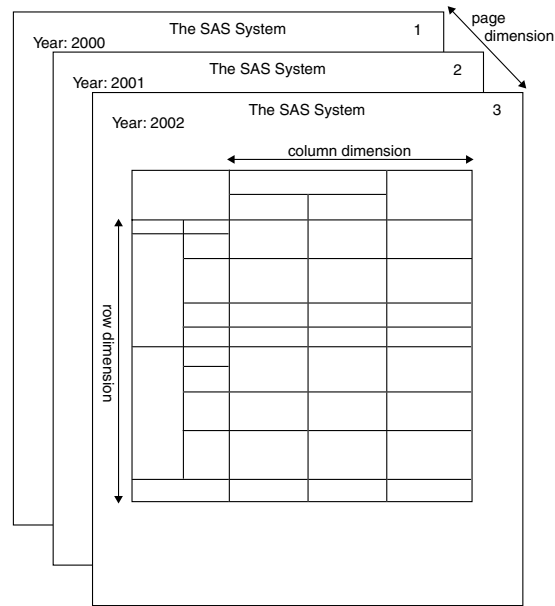 page
dimension
The SAS System 1
Year: 2000
The SAS System 2
Year: 2001
The SAS System 3
Year: 2002
column dimension
row dimension